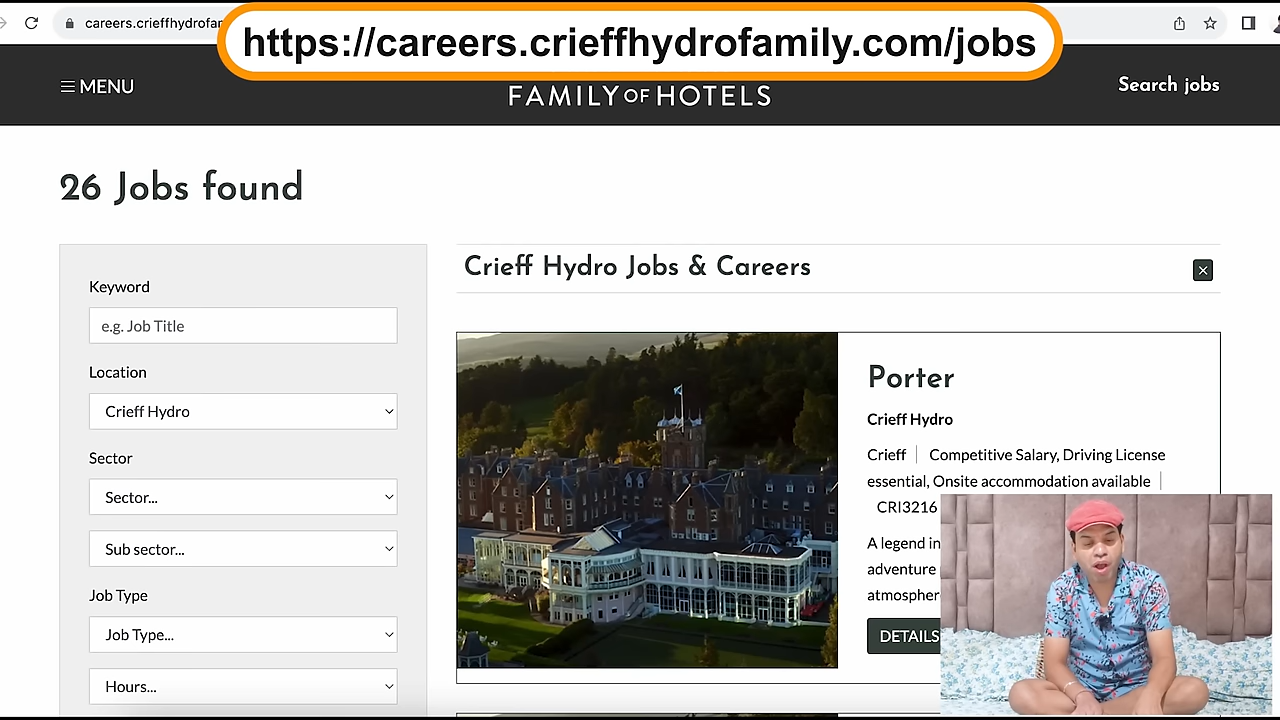 careers.crieffhydrofar
https://careers.crieffhydrofamily.com/jobs
MENU
FAMILY OF HOTELS
Search jobs
26 Jobs found
Keyword
e.g. Job Title
Location
Crieff Hydro
Sector
Sector...
Sub sector...
Job Type
Job Type...
Hours...
Crieff Hydro Jobs & Careers
Porter
Crieff Hydro
Crieff | Competitive Salary, Driving License
essential, Onsite accommodation available |
CRI3216
A legend in
adventure
atmospher
DETAILS